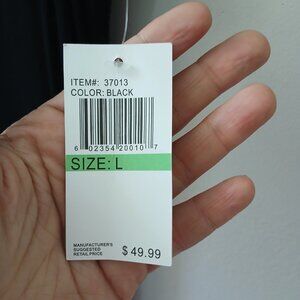 ITEM#: 37013
COLOR: BLACK
6 02354 20010 7
SIZE: L
MANUFACTURER'S
SUGGESTED
RETAIL PRICE
$49.99